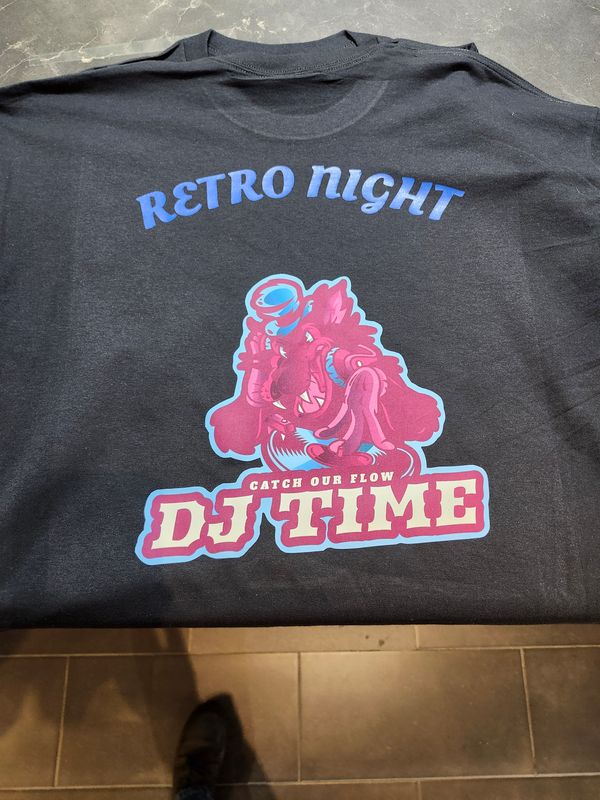 RETRO NIGHT
CATCH OUR FLOW
DJ TIME